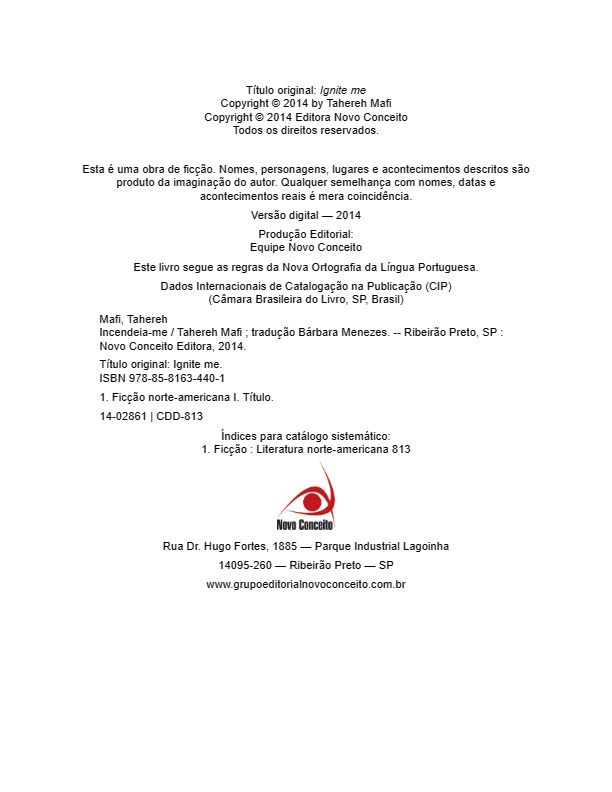 Título original: Ignite me
Copyright © 2014 by Tahereh Mafi
Copyright © 2014 Editora Novo Conceito
Todos os direitos reservados.
Esta é uma obra de ficção. Nomes, personagens, lugares e acontecimentos descritos são
produto da imaginação do autor. Qualquer semelhança com nomes, datas e
acontecimentos reais é mera coincidência.
Versão digital — 2014
Produção Editorial:
Equipe Novo Conceito
Este livro segue as regras da Nova Ortografia da Língua Portuguesa.
Dados Internacionais de Catalogação na Publicação (CIP)
(Câmara Brasileira do Livro, SP, Brasil)
Mafi, Tahereh
Incendeia-me / Tahereh Mafi ; tradução Bárbara Menezes. -- Ribeirão Preto, SP :
Novo Conceito Editora, 2014.
Título original: Ignite me.
ISBN 978-85-8163-440-1
1. Ficção norte-americana I. Título.
14-02861 | CDD-813
Índices para catálogo sistemático:
1. Ficção : Literatura norte-americana 813
Novo Conceito
Rua Dr. Hugo Fortes, 1885 — Parque Industrial Lagoinha
14095-260 — Ribeirão Preto — SP
www.grupoeditorialnovoconceito.com.br